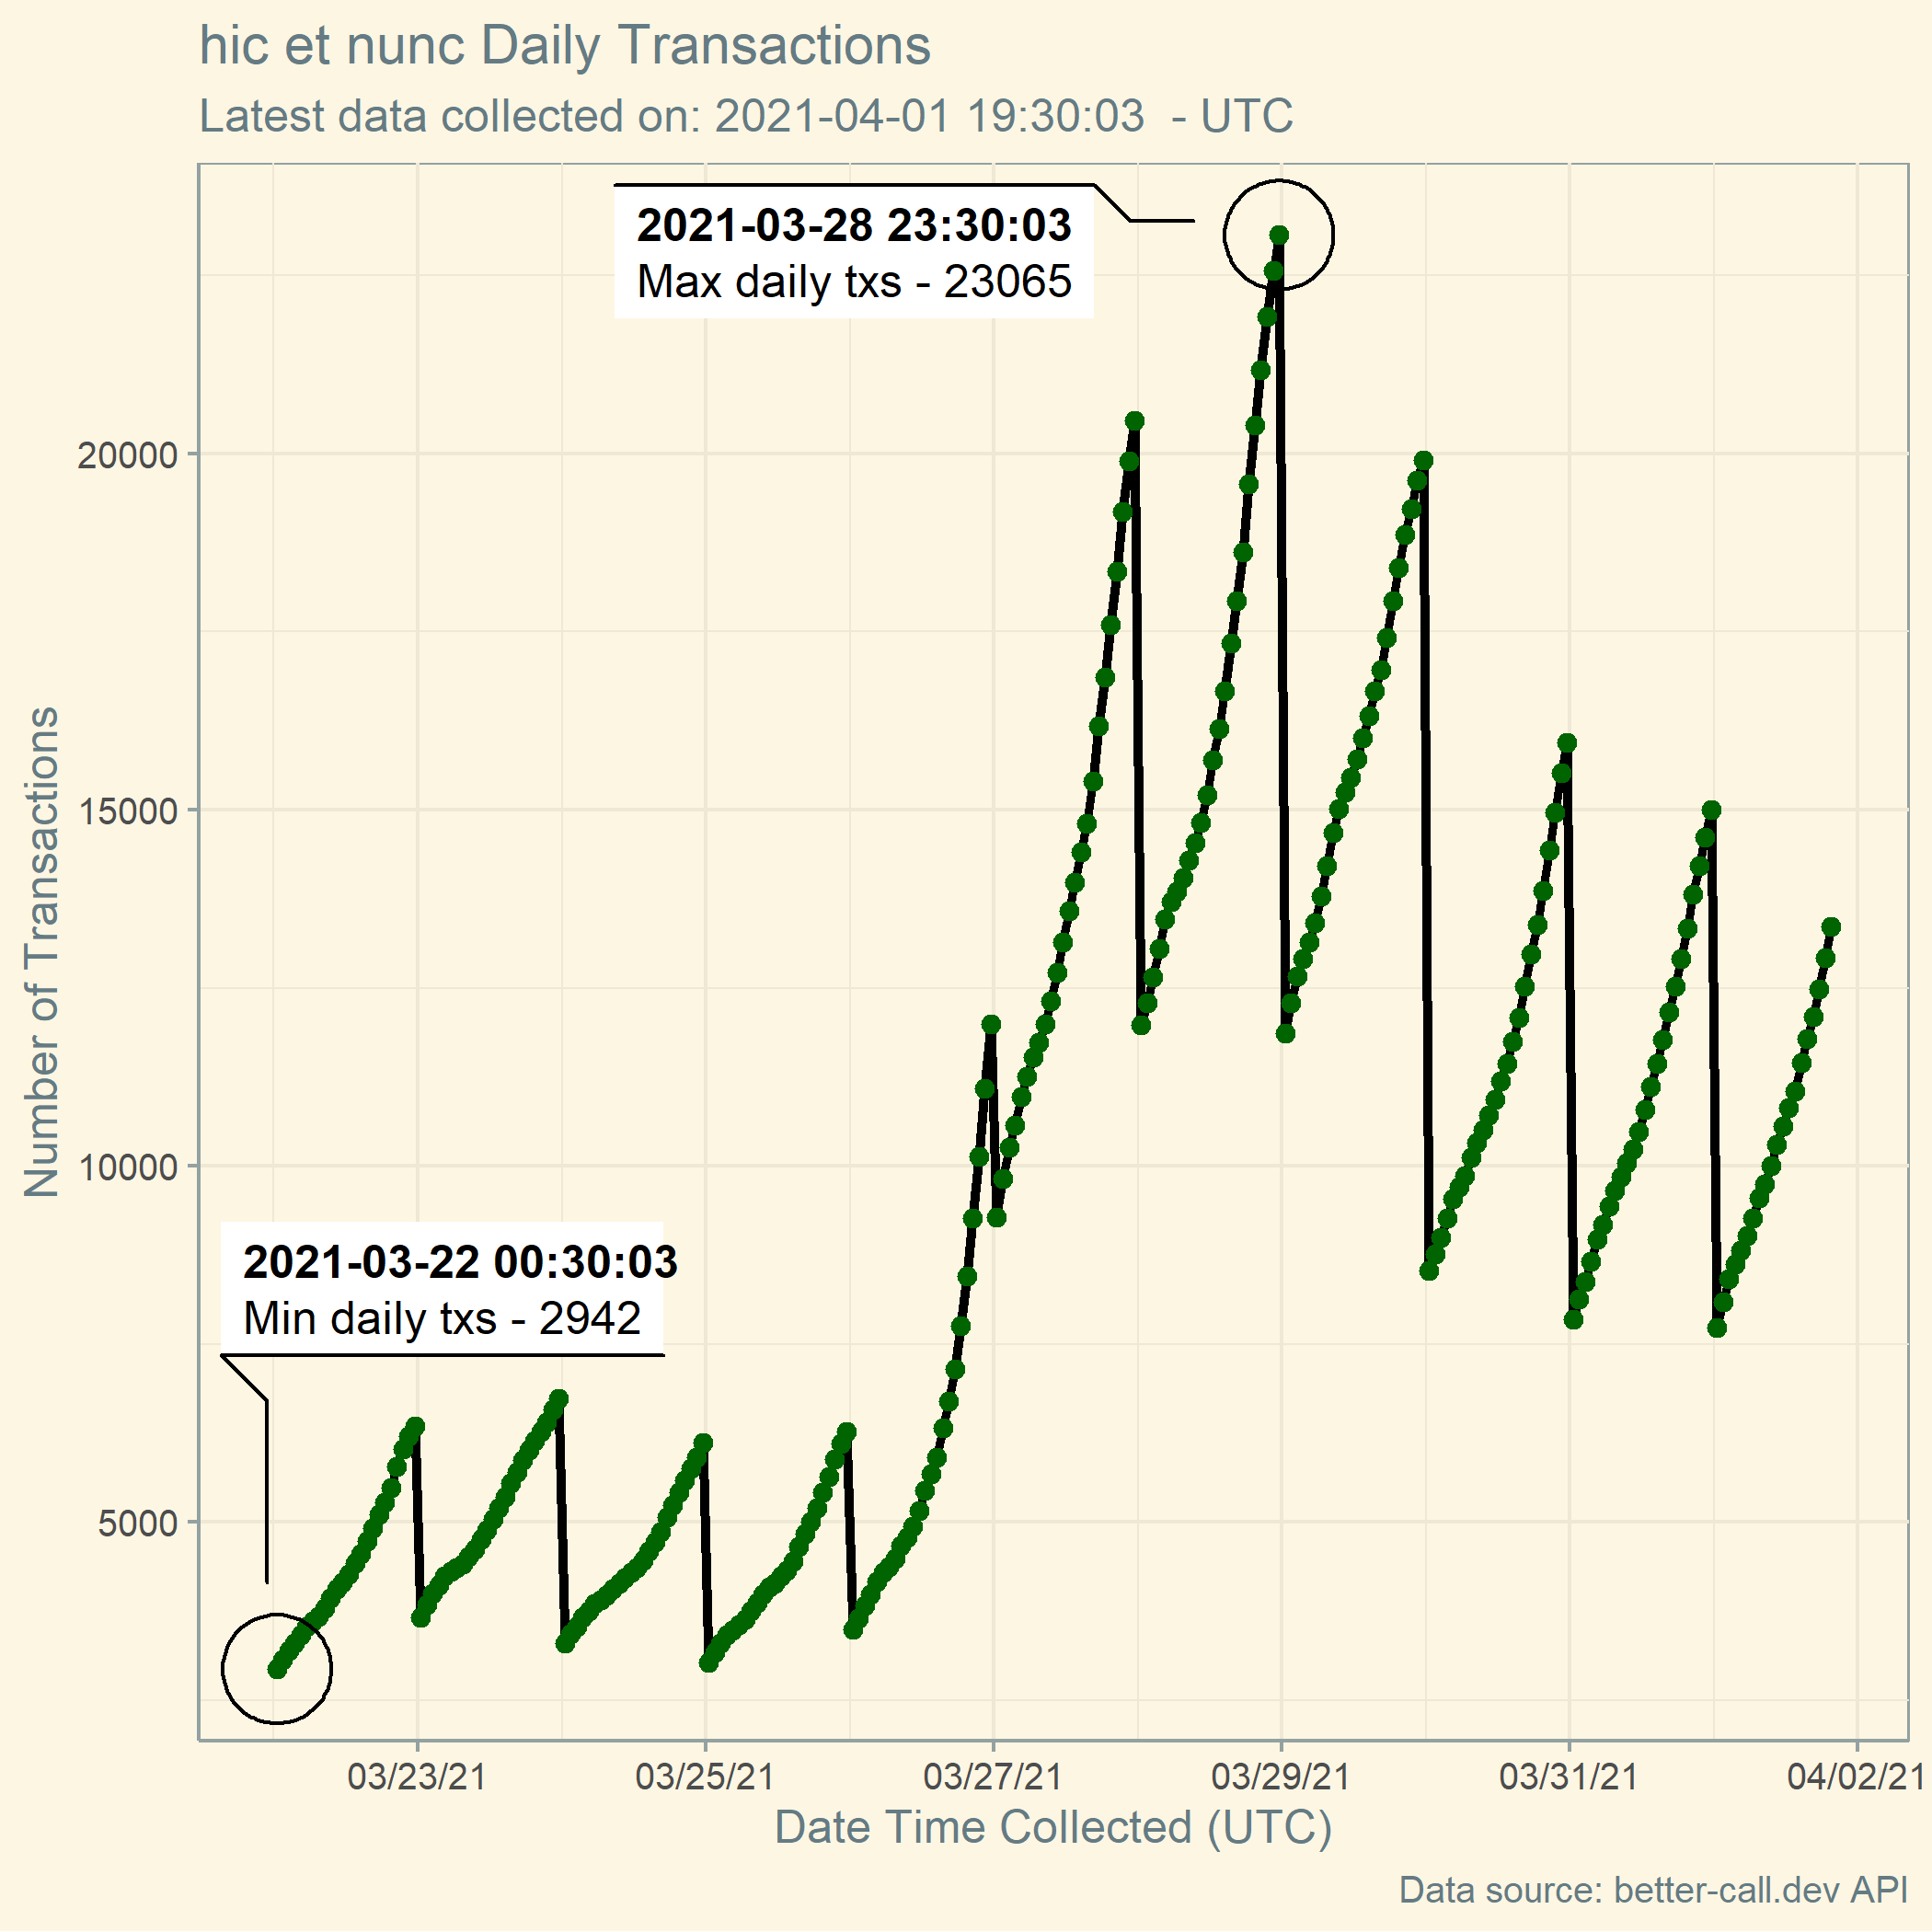 hic et nunc Daily Transactions
Latest data collected on: 2021-04-01 19:30:03  - UTC
2021-03-28 23:30:03
Max daily txs - 23065
20000
15000
10000
5000
Number of Transactions
2021-03-22 00:30:03
Min daily txs - 2942
03/23/21 03/25/21 03/27/21 03/29/21 03/31/21 04/02/21
Date Time Collected (UTC)
Data source: better-call.dev API